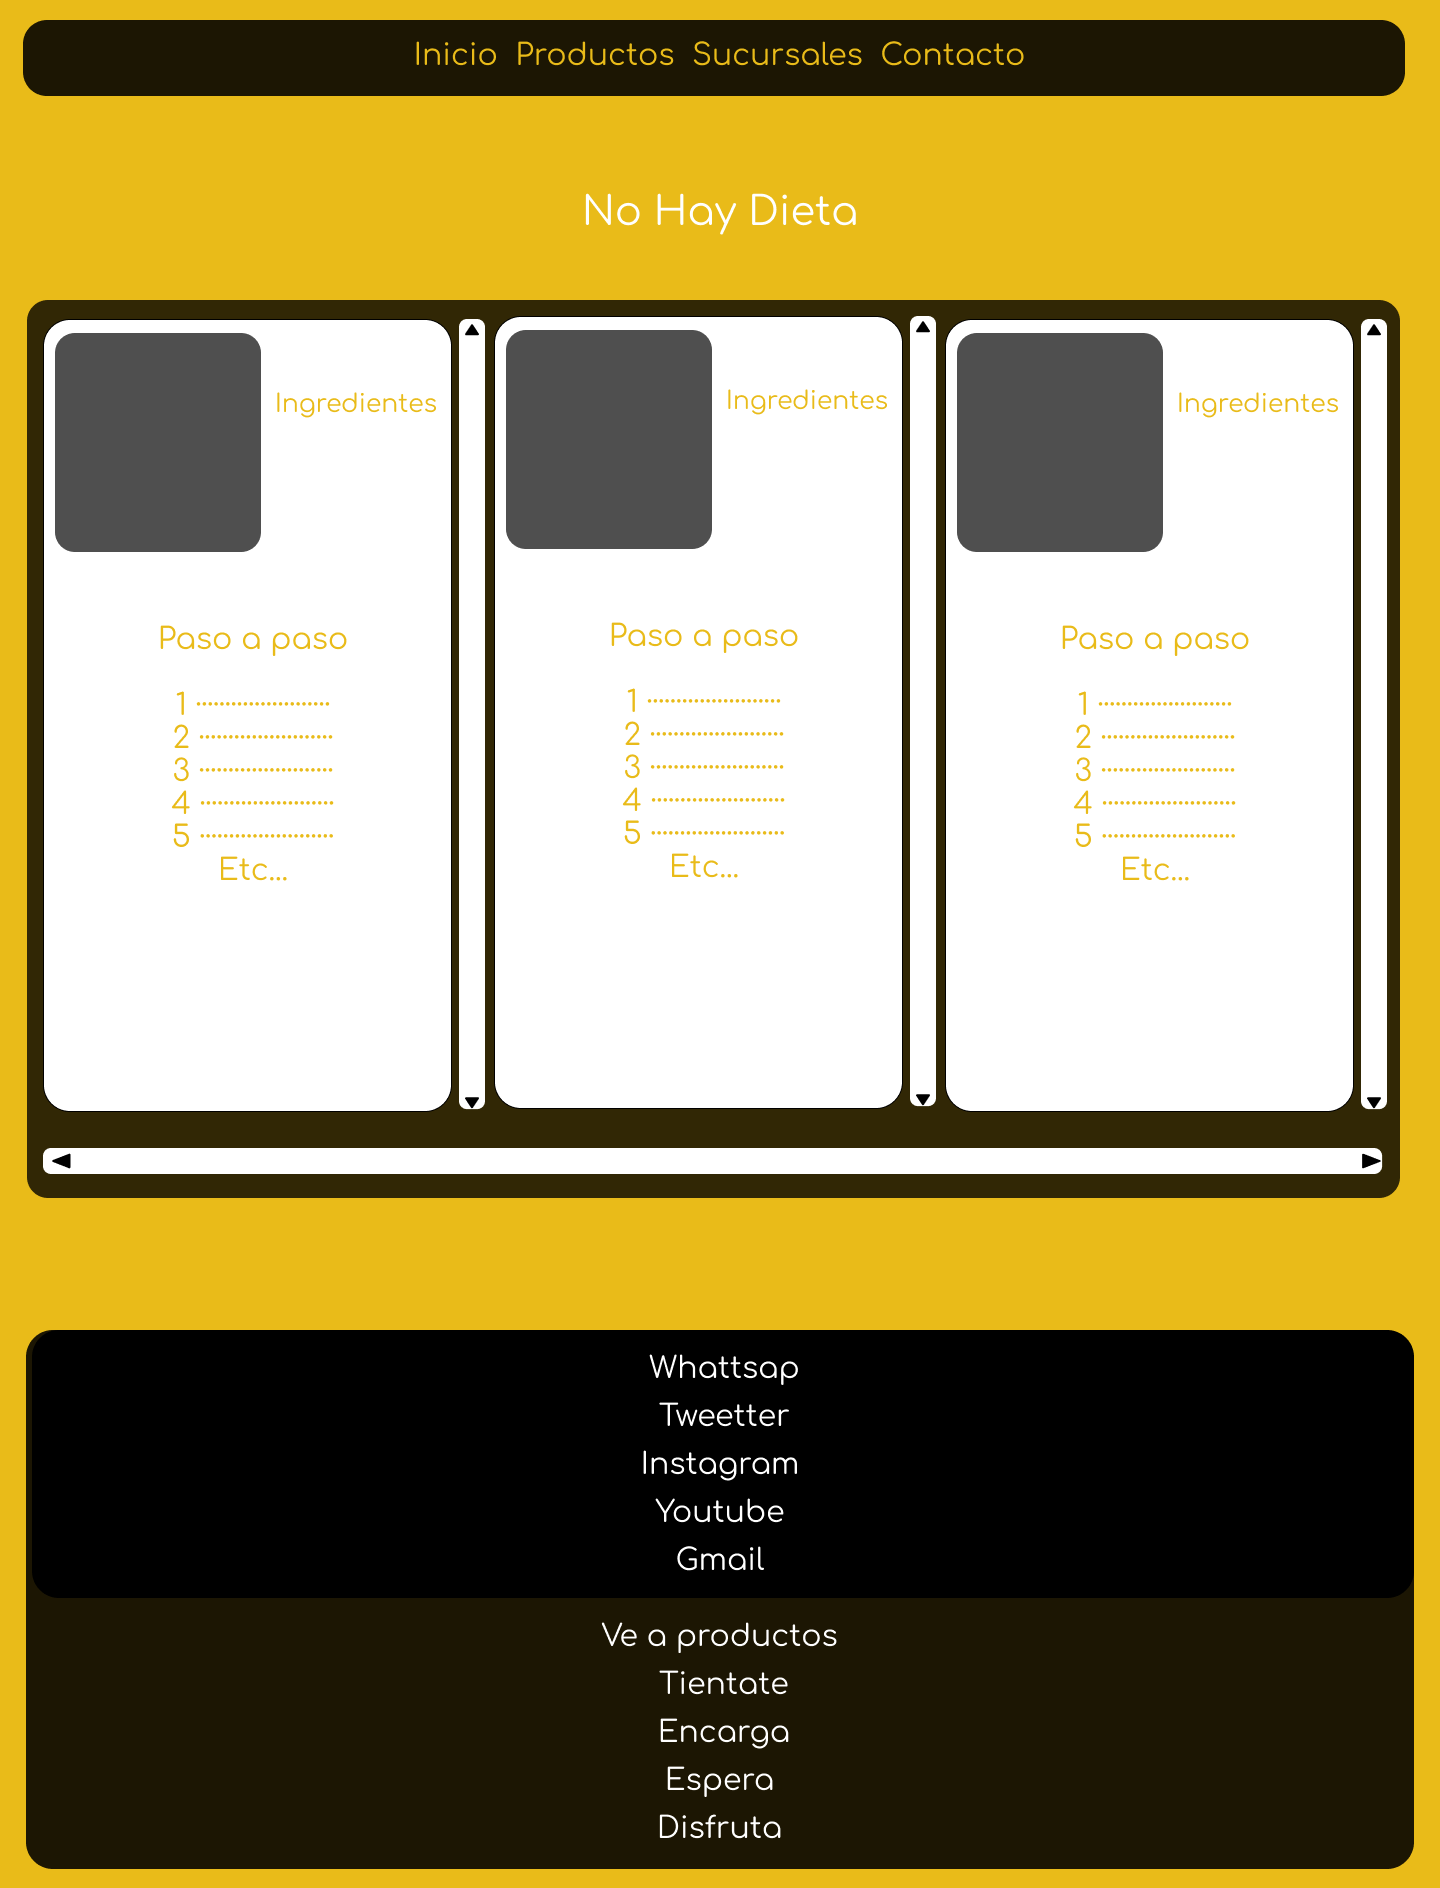 Inicio Productos Sucursales Contacto
No Hay Dieta
Ingredientes
Paso a paso
1 .......................
2 .......................
3 .......................
4 .......................
5 .......................
Etc...
Ingredientes
Paso a paso
1 .......................
2 .......................
3 .......................
4 .......................
5 .......................
Etc...
Ingredientes
Paso a paso
1 .......................
2 .......................
3 .......................
4 .......................
5 .......................
Etc...
Whattsap
Tweetter
Instagram
Youtube
Gmail
Ve a productos
Tientate
Encarga
Espera
Disfruta